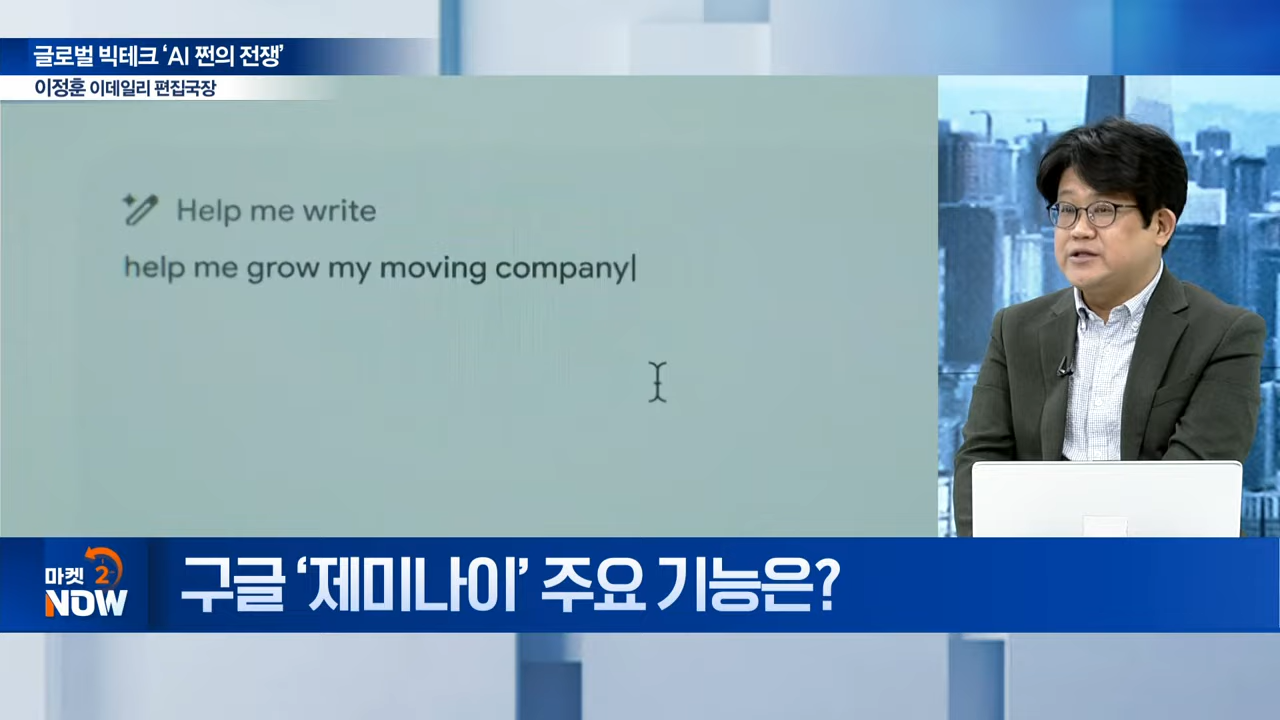 글로벌 빅테크 ‘AI 쩐의 전쟁’
이정훈 이데일리 편집국장
Help me write
help me grow my moving company
마켓 2
NOW
구글 ‘제미나이’ 주요 기능은?